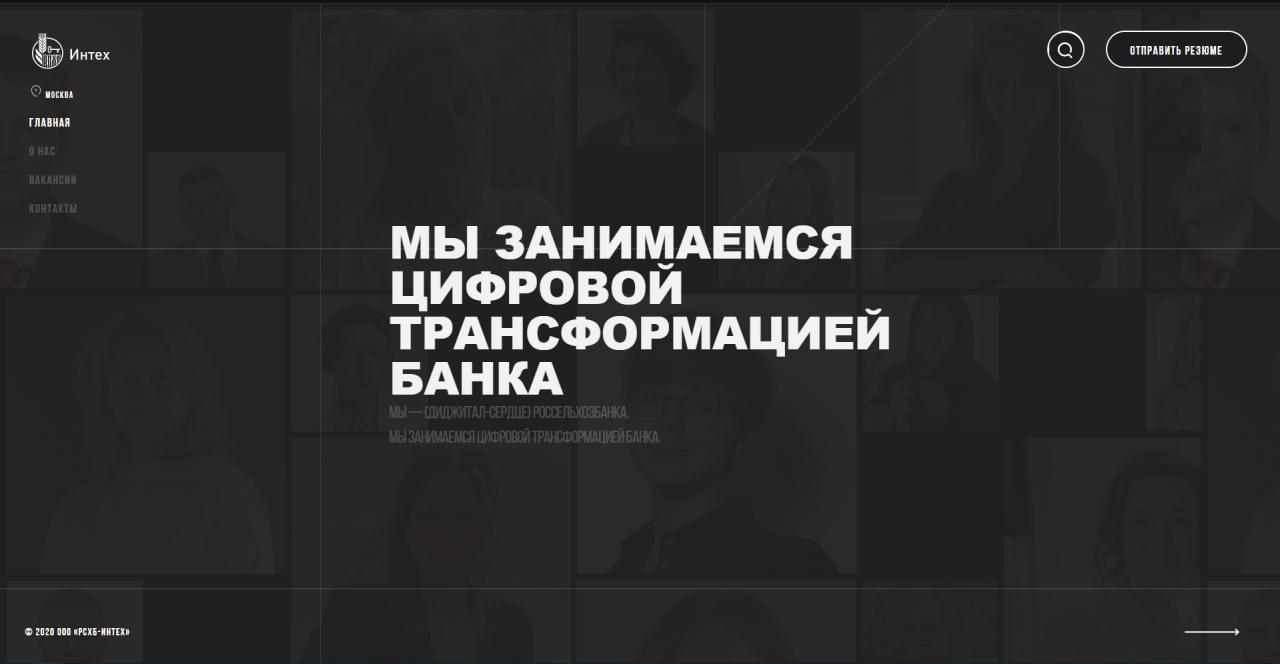 Интех
ОТПРАВИТЬ РЕЗЮМЕ
МОСКВА
ГЛАВНАЯ
О НАС
ВАКАНСИИ
КОНТАКТЫ
МЫ ЗАНИМАЕМСЯ
ЦИФРОВОЙ
ТРАНСФОРМАЦИЕЙ
БАНКА
МЫ — (ДИДЖИТАЛ-СЕРДЦЕ) РОССЕЛЬХОЗБАНКА.
МЫ ЗАНИМАЕМСЯ ЦИФРОВОЙ ТРАНСФОРМАЦИЕЙ БАНКА.
© 2020 ООО «РСХБ-ИНТЕХ»